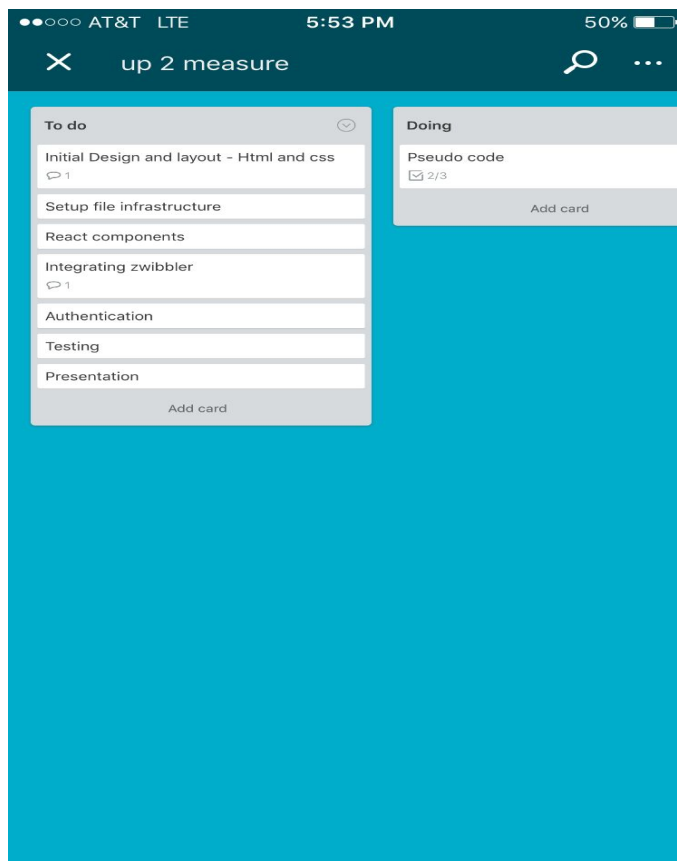 AT&T LTE 5:53 PM 50%
up 2 measure
To do
Initial Design and layout - Html and css
1
Setup file infrastructure
React components
Integrating zwibbler
1
Authentication
Testing
Presentation
Add card
Doing
Pseudo code
2/3
Add card